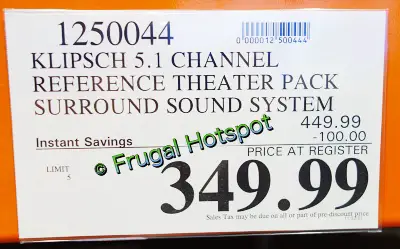 1250044
0000012500444
KLIPSCH 5.1 CHANNEL
REFERENCE THEATER PACK
SURROUND SOUND SYSTEM
449.99
Instant Savings -100.00
© Frugal Hotspot
PRICE AT REGISTER
LIMIT
5
349.99
Sales Tax may be due on all or part of pre-discount price